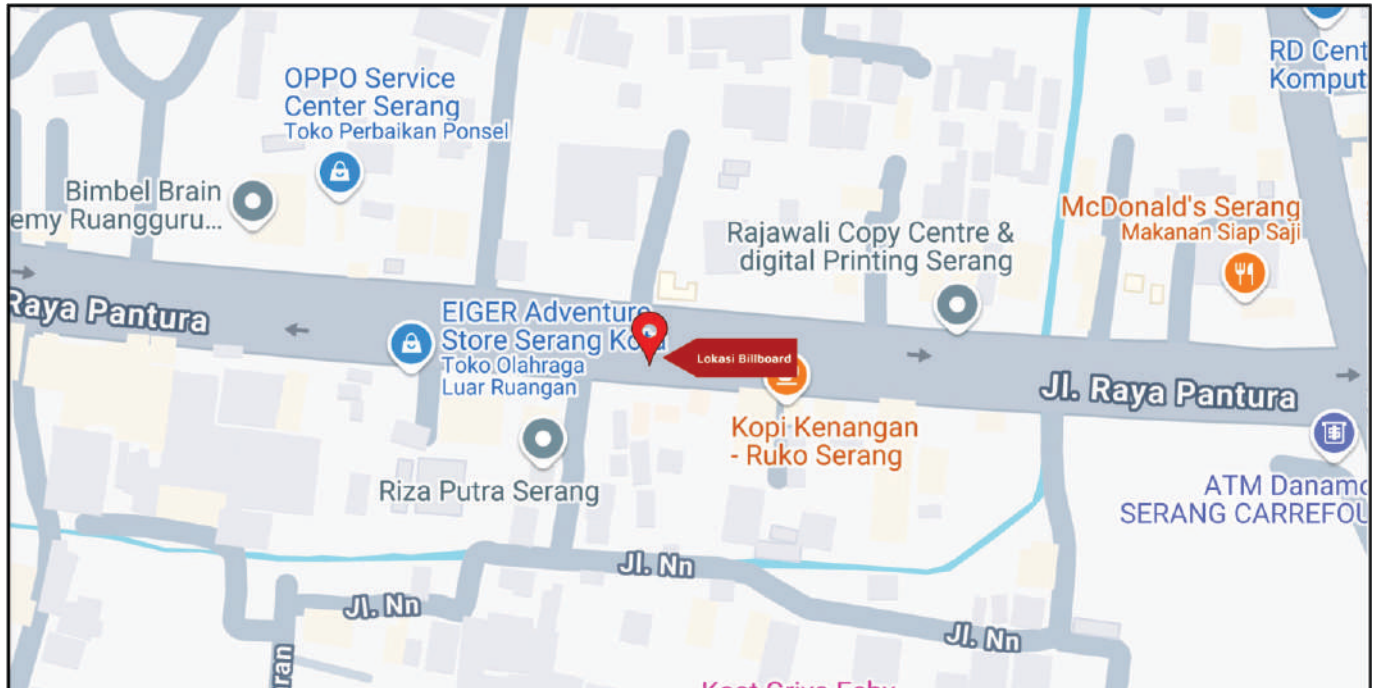 OPPO Service
Center Serang
Toko Perbaikan Ponsel
RD Cent
Komput
Bimbel Brain
emy Ruangguru...
McDonald's Serang
Makanan Siap Saji
Rajawali Copy Centre &
digital Printing Serang
Raya Pantura
EIGER Adventure
Store Serang Ko
Toko Olahraga
Luar Ruangan
Lokasi Billboard
Jl. Raya Pantura
Kopi Kenangan
- Ruko Serang
Riza Putra Serang
ATM Danamo
SERANG CARREFOU
Jl. Nn
Jl. Nn
Jl. Nn
ran